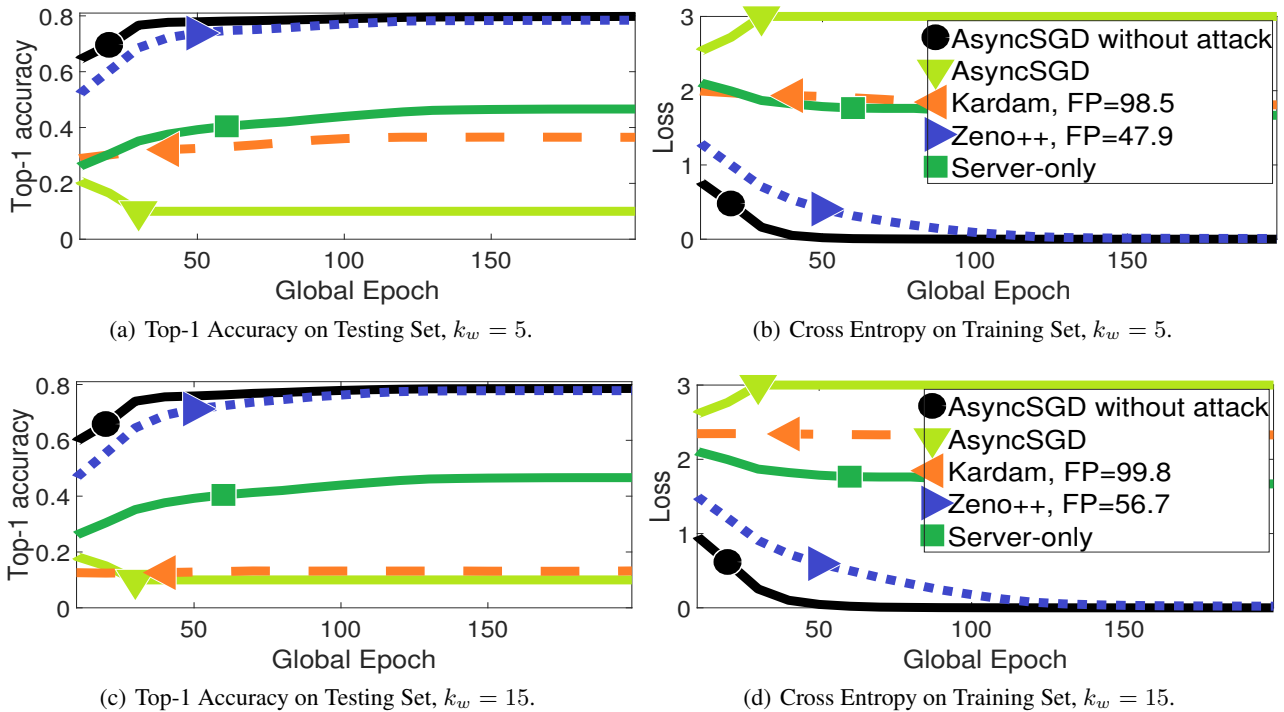 Top-1 accuracy
0.8
0.6
0.4
0.2
0
50
100
150
Global Epoch
(a) Top-1 Accuracy on Testing Set, k_w = 5.
Loss
3
2
1
0
50
100
150
Global Epoch
AsyncSGD without attack
AsyncSGD
Kardam, FP=98.5
Zeno++, FP=47.9
Server-only
(b) Cross Entropy on Training Set, k_w = 5.
Top-1 accuracy
0.8
0.6
0.4
0.2
0
50
100
150
Global Epoch
(c) Top-1 Accuracy on Testing Set, k_w = 15.
Loss
3
2
1
0
50
100
150
Global Epoch
AsyncSGD without attack
AsyncSGD
Kardam, FP=99.8
Zeno++, FP=56.7
Server-only
(d) Cross Entropy on Training Set, k_w = 15.